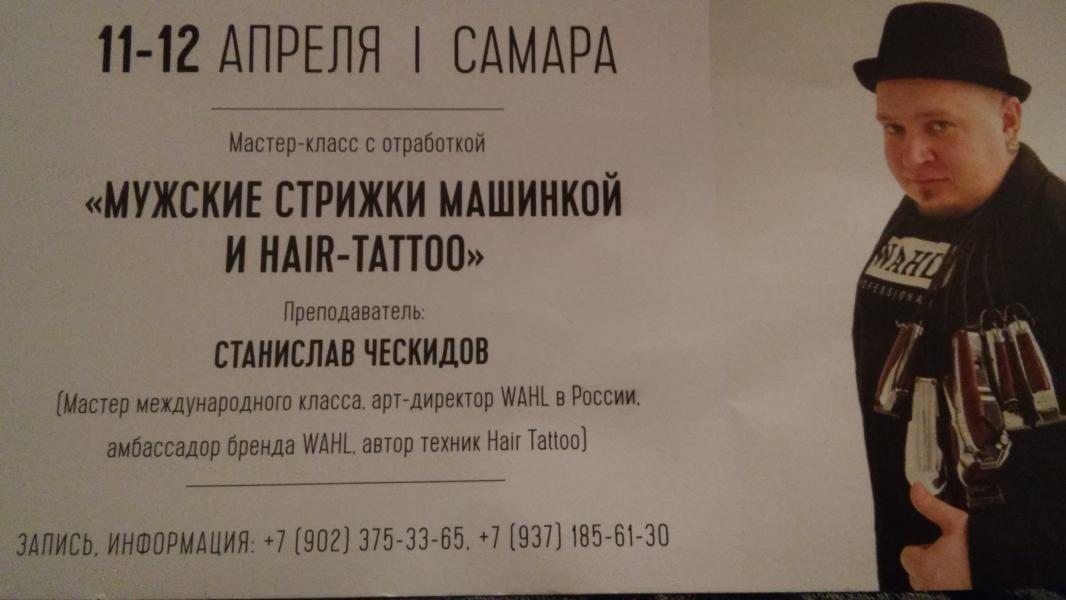 11-12 АПРЕЛЯ | САМАРА
Мастер-класс с отработкой
«МУЖСКИЕ СТРИЖКИ МАШИНКОЙ
И HAIR-TATTOO»
Преподаватель:
СТАНИСЛАВ ЧЕСКИДОВ
(Мастер международного класса, арт-директор WAHL в России,
амбассадор бренда WAHL, автор техник Hair Tattoo)
ЗАПИСЬ, ИНФОРМАЦИЯ: +7 (902) 375-33-65, +7 (937) 185-61-30
WAHL